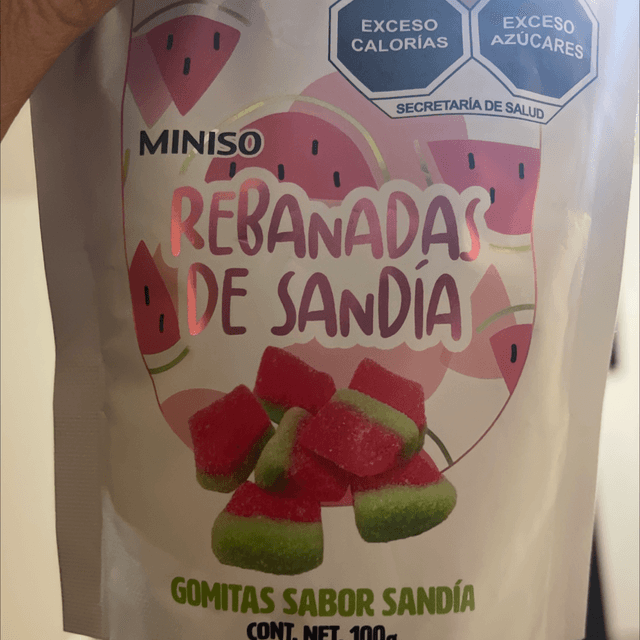 EXCESO
CALORÍAS
EXCESO
AZÚCARES
SECRETARÍA DE SALUD
MINISO
REBANADAS
DE SANDÍA
GOMITAS SABOR SANDÍA
CONT. NET. 100g